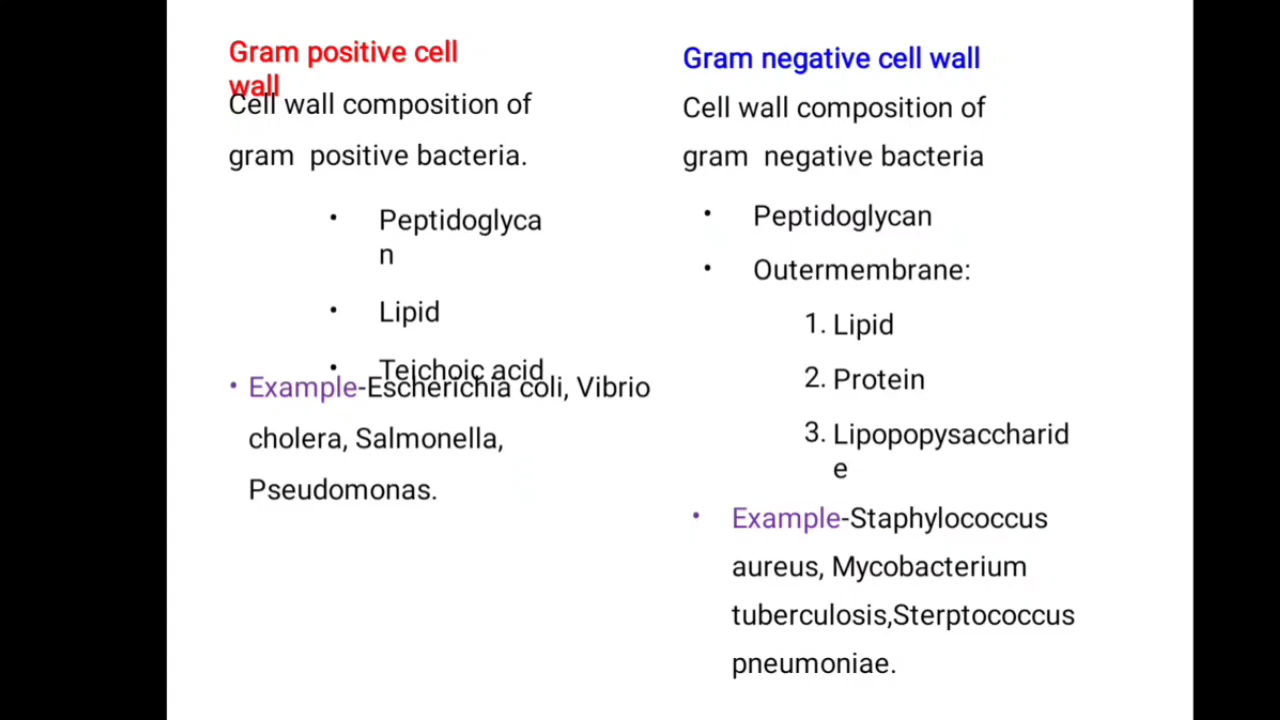 Gram positive cell
wall
Cell wall composition of
gram positive bacteria.
• Peptidoglyca
n
• Lipid
• Teichoic acid
• Example-Escherichia coli, Vibrio
cholera, Salmonella,
Pseudomonas.
Gram negative cell wall
Cell wall composition of
gram negative bacteria
• Peptidoglycan
• Outermembrane:
1. Lipid
2. Protein
3. Lipopopysaccharid
e
• Example-Staphylococcus
aureus, Mycobacterium
tuberculosis,Sterptococcus
pneumoniae.